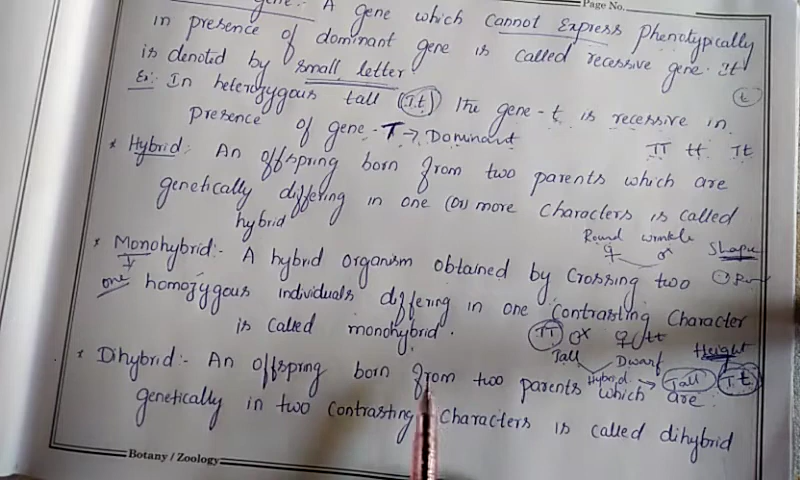 Page No.
gene:- A gene which cannot express phenotypically
in presence of dominant gene is called recessive gene. It
is denoted by small letter.
t
Ex:- In heterozygous tall (Tt) the gene - t is recessive in
presence of gene - T → Dominant
TT tt Tt
* Hybrid:- An offspring born from two parents which are
genetically differing in one (or) more characters is called
hybrid
Round wrinkle
♀ ♂
Shape
* Monohybrid:- A hybrid organism obtained by crossing two
one homozygous individuals differing in one contrasting character
is called monohybrid.
TT ♂ × ♀ tt
Tall Dwarf
Height
Hybrid → Tall Tt
* Dihybrid:- An offspring born from two parents which are
genetically in two contrasting characters is called dihybrid
Botany / Zoology